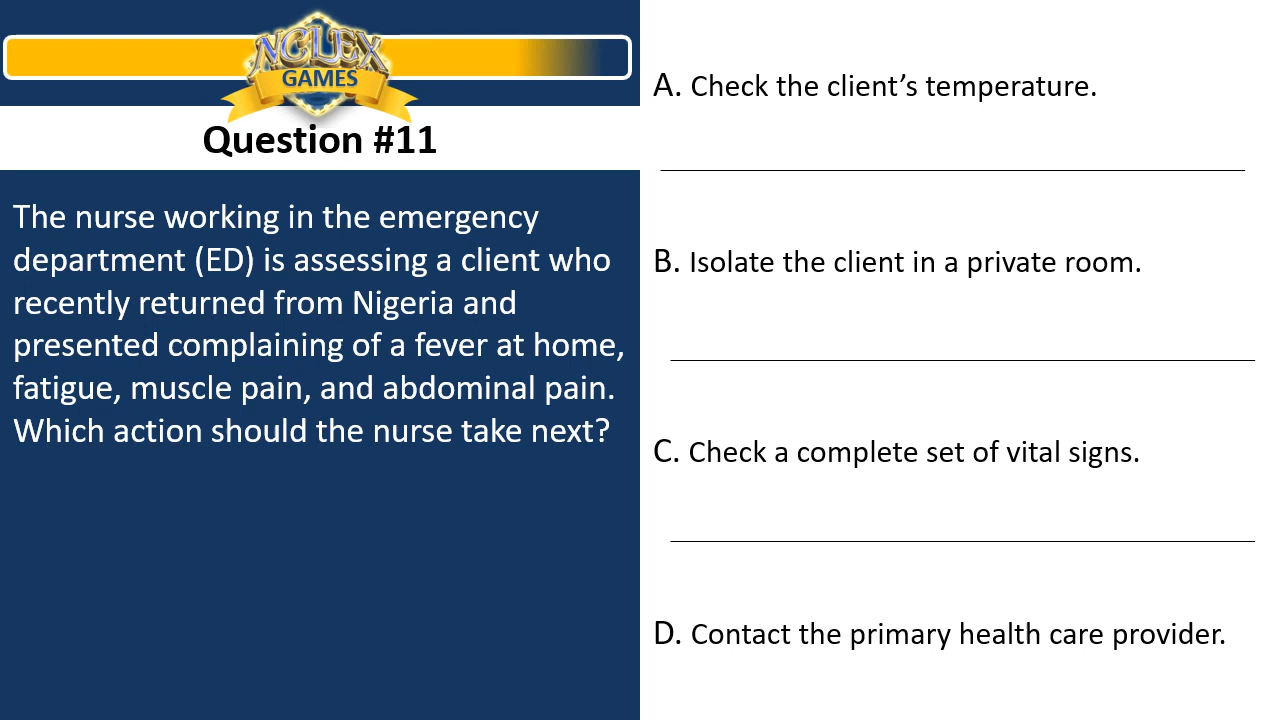 NCLEX
GAMES
Question #11
The nurse working in the emergency
department (ED) is assessing a client who
recently returned from Nigeria and
presented complaining of a fever at home,
fatigue, muscle pain, and abdominal pain.
Which action should the nurse take next?
A. Check the client’s temperature.
B. Isolate the client in a private room.
C. Check a complete set of vital signs.
D. Contact the primary health care provider.